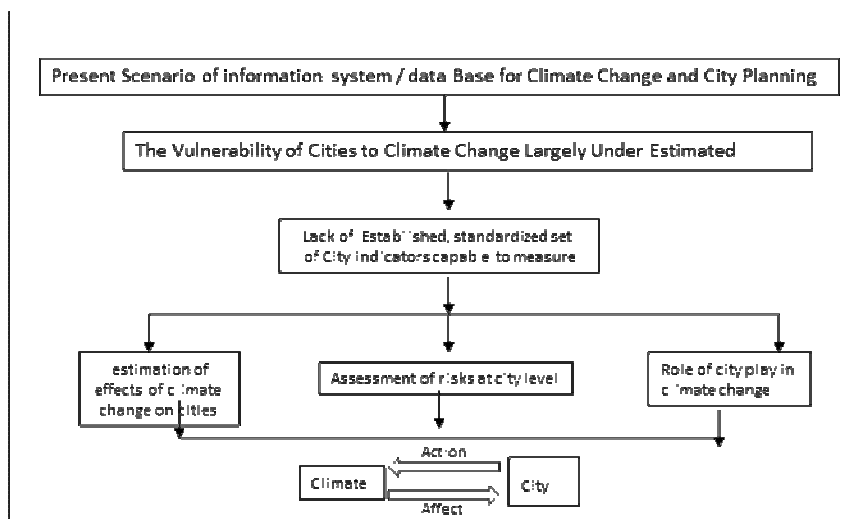 Present Scenario of information system / data Base for Climate Change and City Planning
The Vulnerability of Cities to Climate Change Largely Under Estimated
Lack of Established, standardized set
of City indicators capable to measure
estimation of
effects of climate
change on cities
Assessment of risks at city level
Role of city play in
climate change
Action
Climate
City
Affect